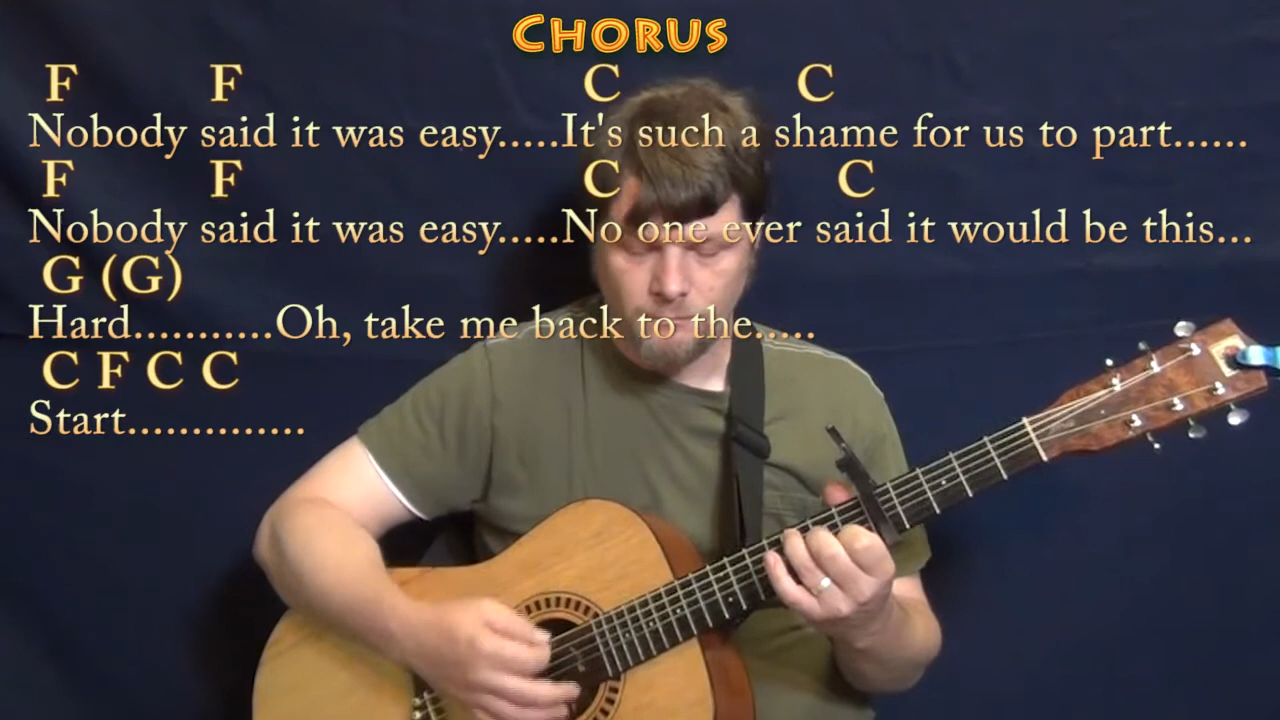 CHORUS
F F C C
Nobody said it was easy.....It's such a shame for us to part......
F F C C
Nobody said it was easy.....No one ever said it would be this...
G (G)
Hard...........Oh, take me back to the.....
C F C C
Start..............